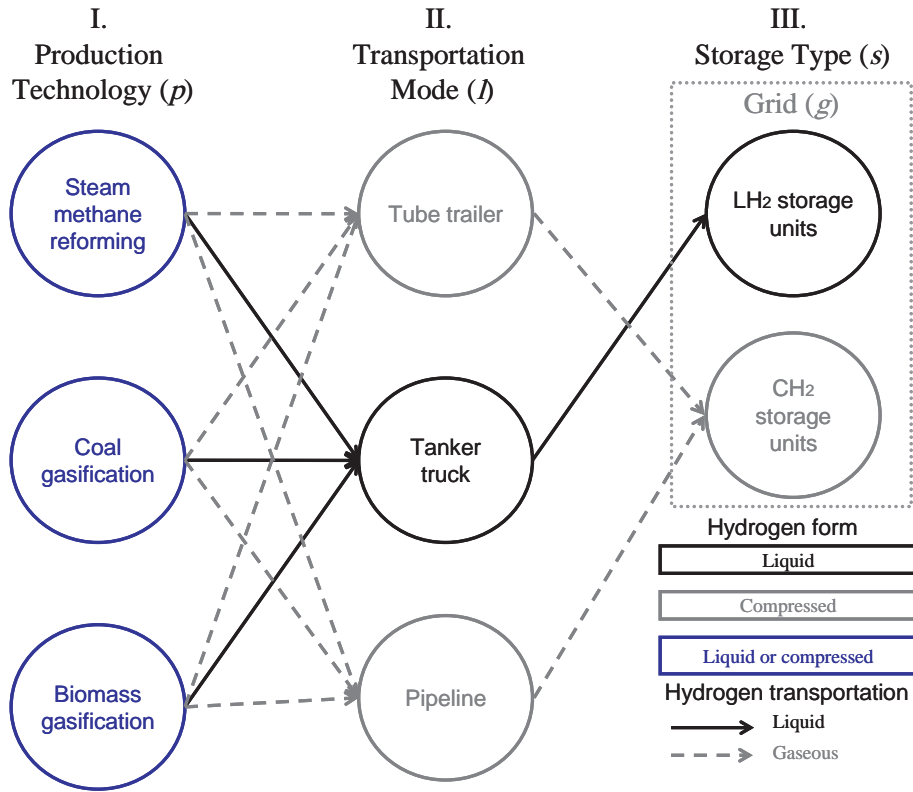 I.
Production
Technology (p)
II.
Transportation
Mode (l)
III.
Storage Type (s)
Grid (g)
Steam
methane
reforming
Tube trailer
LH2 storage
units
Coal
gasification
Tanker
truck
CH2
storage
units
Biomass
gasification
Pipeline
Hydrogen form
Liquid
Compressed
Liquid or compressed
Hydrogen transportation
Liquid
Gaseous